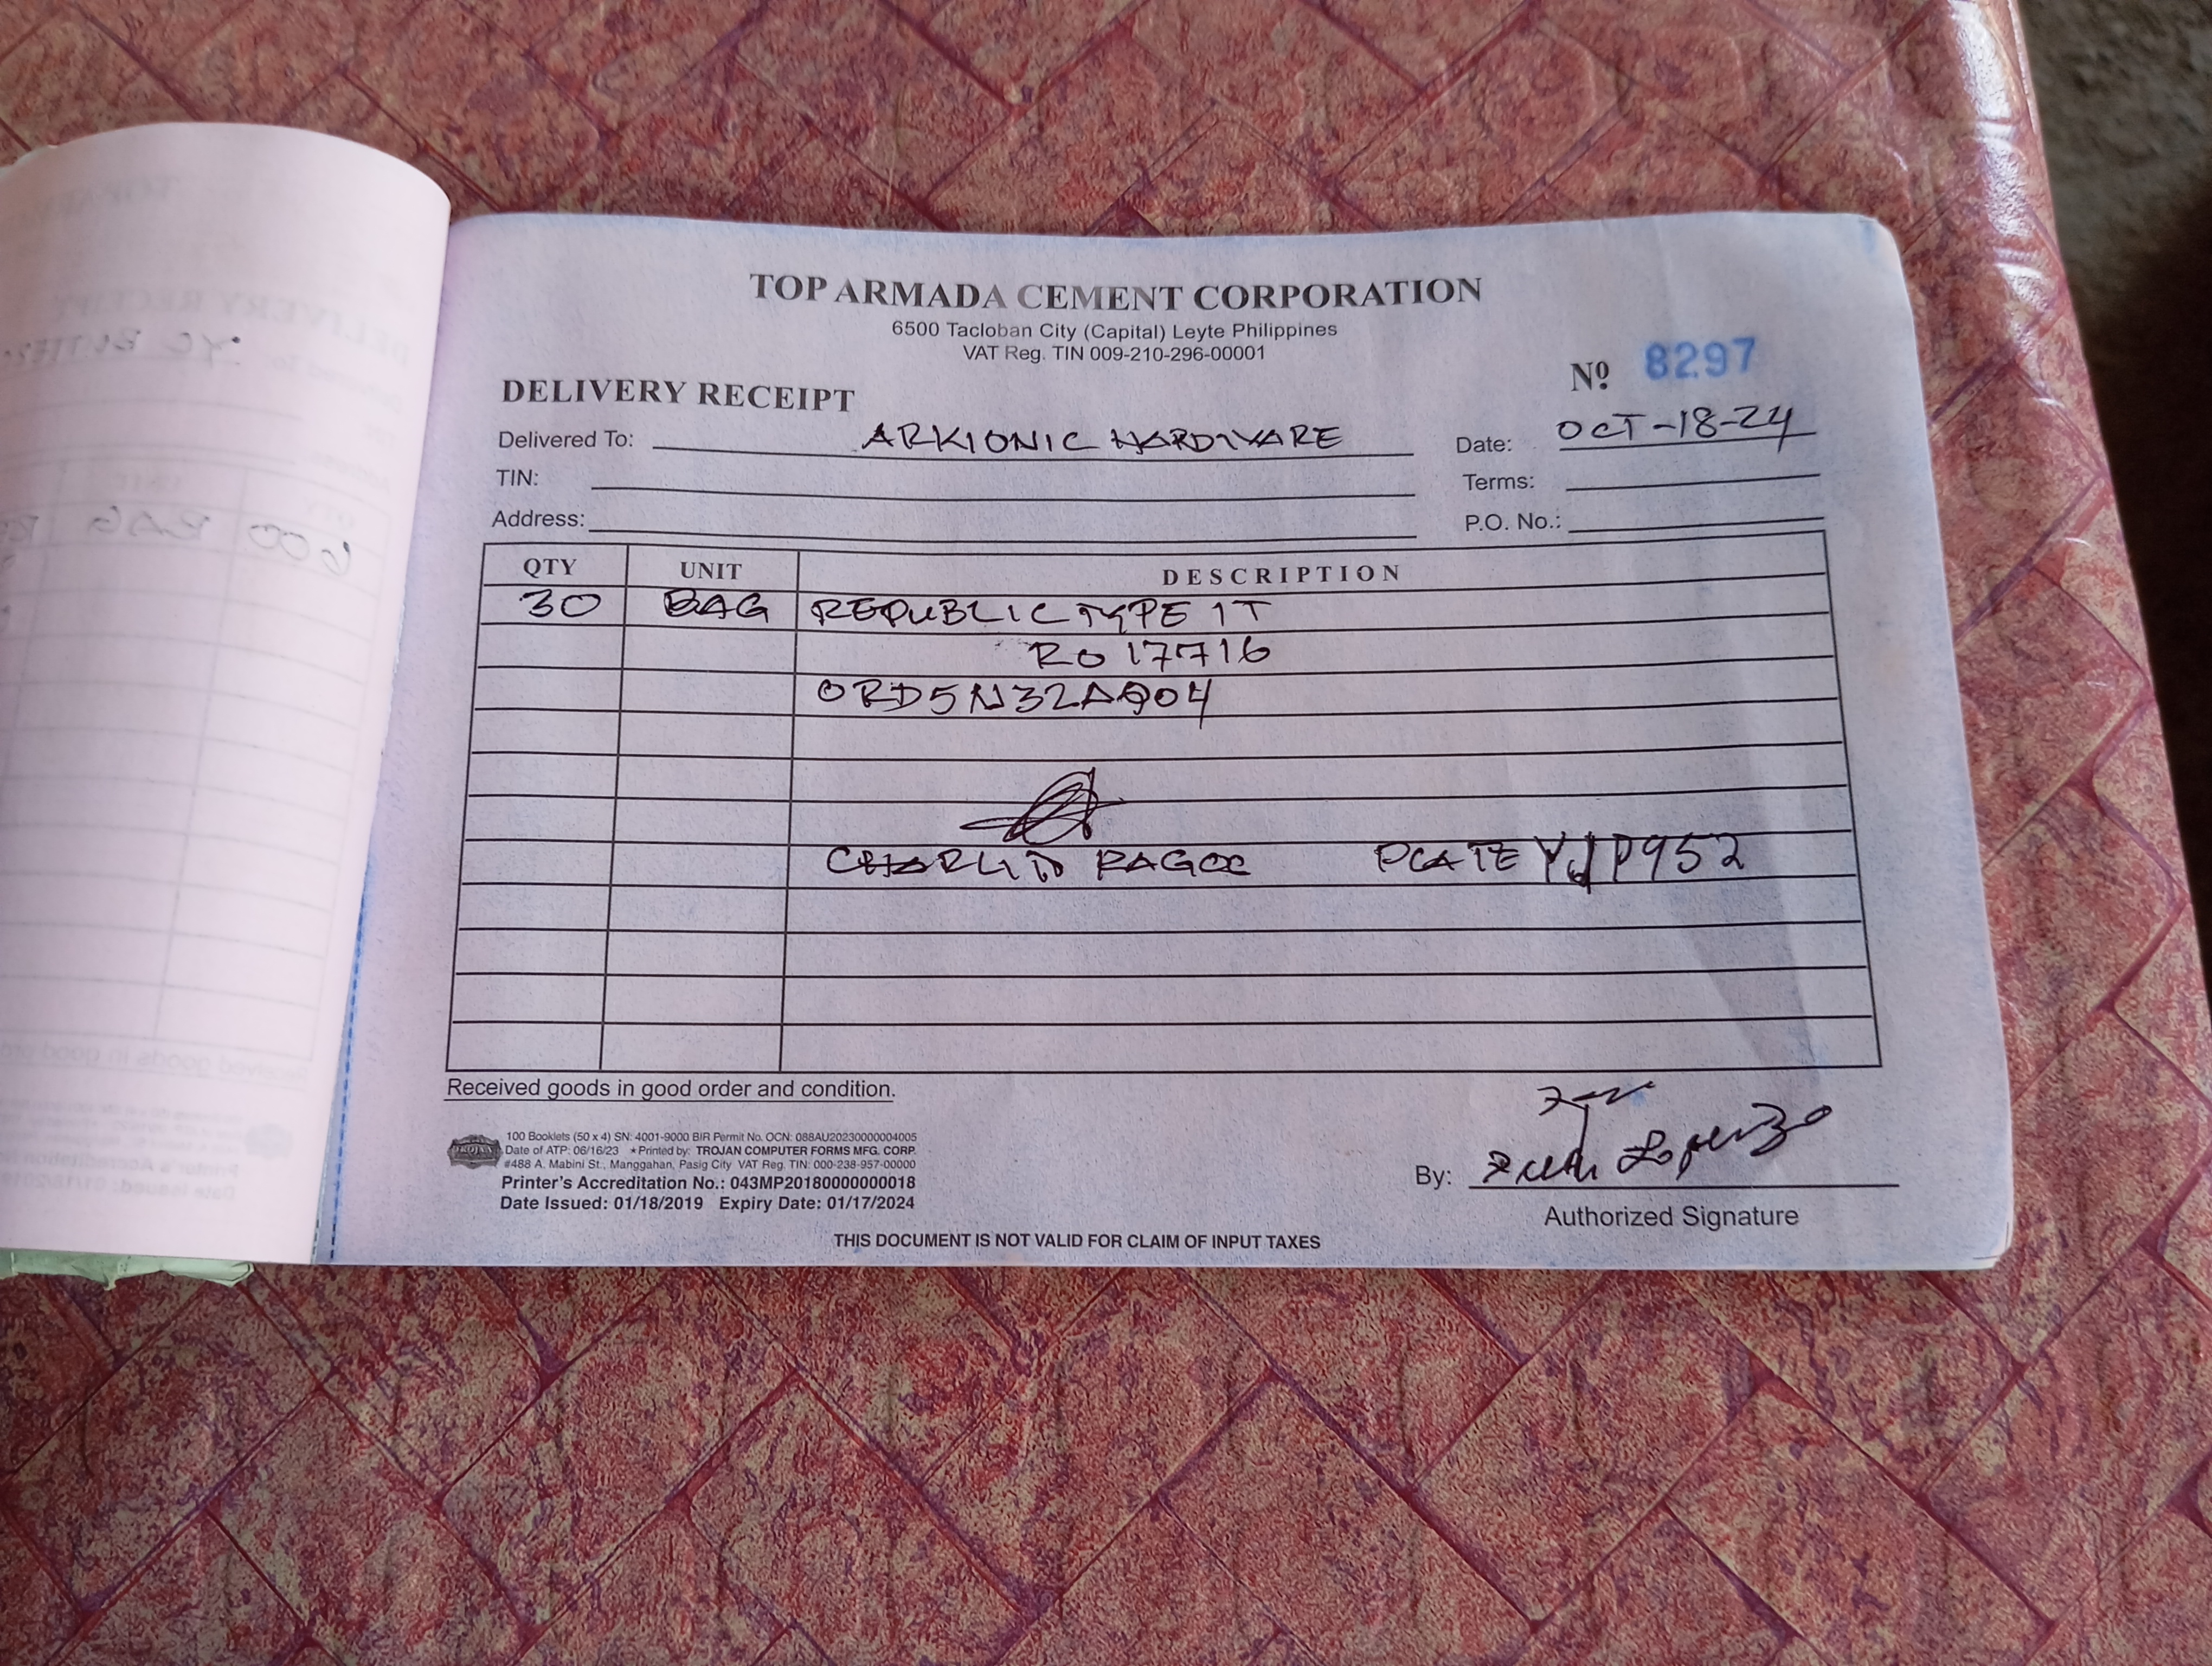 TOP ARMADA CEMENT CORPORATION
6500 Tacloban City (Capital) Leyte Philippines
VAT Reg. TIN 009-210-296-00001
Nº 8297
DELIVERY RECEIPT
Delivered To: ARKIONIC HARDWARE
Date: OCT-18-24
TIN:
Terms:
Address:
P.O. No.:
QTY UNIT DESCRIPTION
30 BAG REPUBLIC TYPE 1T
RO 17716
ORD5N32A904
PLATE YJP952
Received goods in good order and condition.
TROJAN
100 Booklets (50 x 4) SN: 4001-9000 BIR Permit No. OCN: 088AU20230000004005
Date of ATP: 06/16/23 ★Printed by: TROJAN COMPUTER FORMS MFG. CORP.
#488 A. Mabini St., Manggahan, Pasig City VAT Reg. TIN: 000-238-957-00000
Printer's Accreditation No.: 043MP20180000000018
Date Issued: 01/18/2019 Expiry Date: 01/17/2024
By: Lorenzo
Authorized Signature
THIS DOCUMENT IS NOT VALID FOR CLAIM OF INPUT TAXES